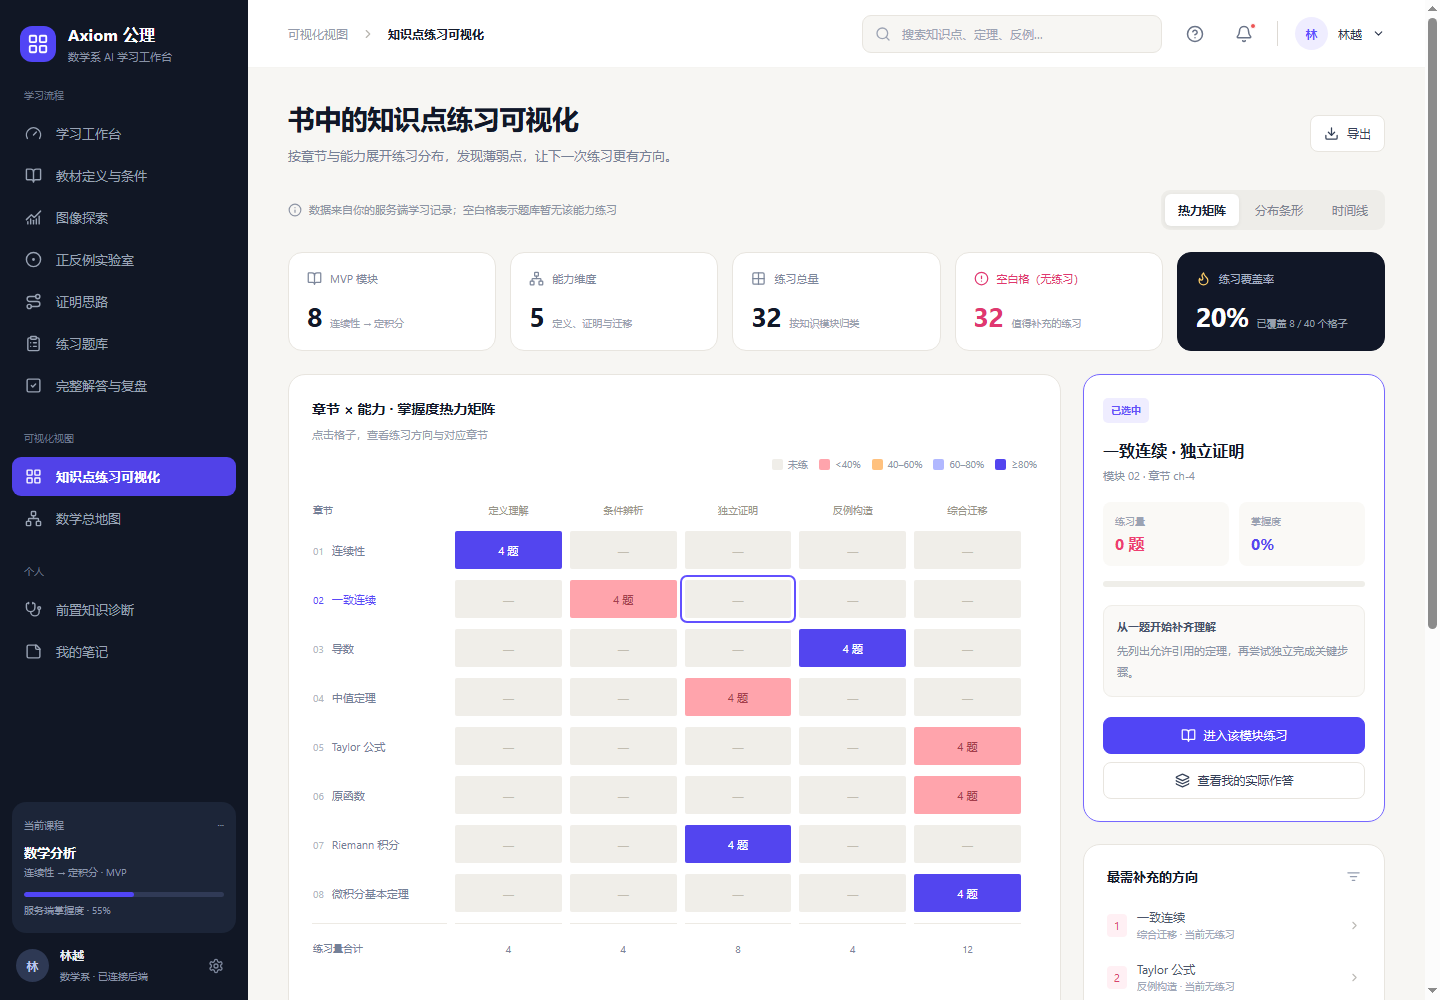 Axiom 公理
数学系 AI 学习工作台
学习流程
学习工作台
教材定义与条件
图像探索
正反例实验室
证明思路
练习题库
完整解答与复盘
可视化视图
知识点练习可视化
数学总地图
个人
前置知识诊断
我的笔记
当前课程
数学分析
连续性 → 定积分 · MVP
服务端掌握度 · 55%
林
林越
数学系 · 已连接后端
可视化视图 > 知识点练习可视化
搜索知识点、定理、反例...
林 林越
书中的知识点练习可视化
按章节与能力展开练习分布，发现薄弱点，让下一次练习更有方向。
导出
数据来自你的服务端学习记录；空白格表示题库暂无该能力练习
热力矩阵 分布条形 时间线
MVP 模块
8 连续性 → 定积分
能力维度
5 定义、证明与迁移
练习总量
32 按知识模块归类
空白格（无练习）
32 值得补充的练习
练习覆盖率
20% 已覆盖 8 / 40 个格子
章节 × 能力 · 掌握度热力矩阵
点击格子，查看练习方向与对应章节
未练 <40% 40–60% 60–80% ≥80%
章节 定义理解 条件辨析 独立证明 反例构造 综合迁移
01 连续性 4 题 — — — —
02 一致连续 — 4 题 — — —
03 导数 — — — 4 题 —
04 中值定理 — — 4 题 — —
05 Taylor 公式 — — — — 4 题
06 原函数 — — — — 4 题
07 Riemann 积分 — — 4 题 — —
08 微积分基本定理 — — — — 4 题
练习量合计 4 4 8 4 12
已选中
一致连续 · 独立证明
模块 02 · 章节 ch-4
练习量
0 题
掌握度
0%
从一题开始补齐理解
先列出允许引用的定理，再尝试独立完成关键步
骤。
进入该模块练习
查看我的实际作答
最需补充的方向
1 一致连续
综合迁移 · 当前无练习
2 Taylor 公式
反例构造 · 当前无练习